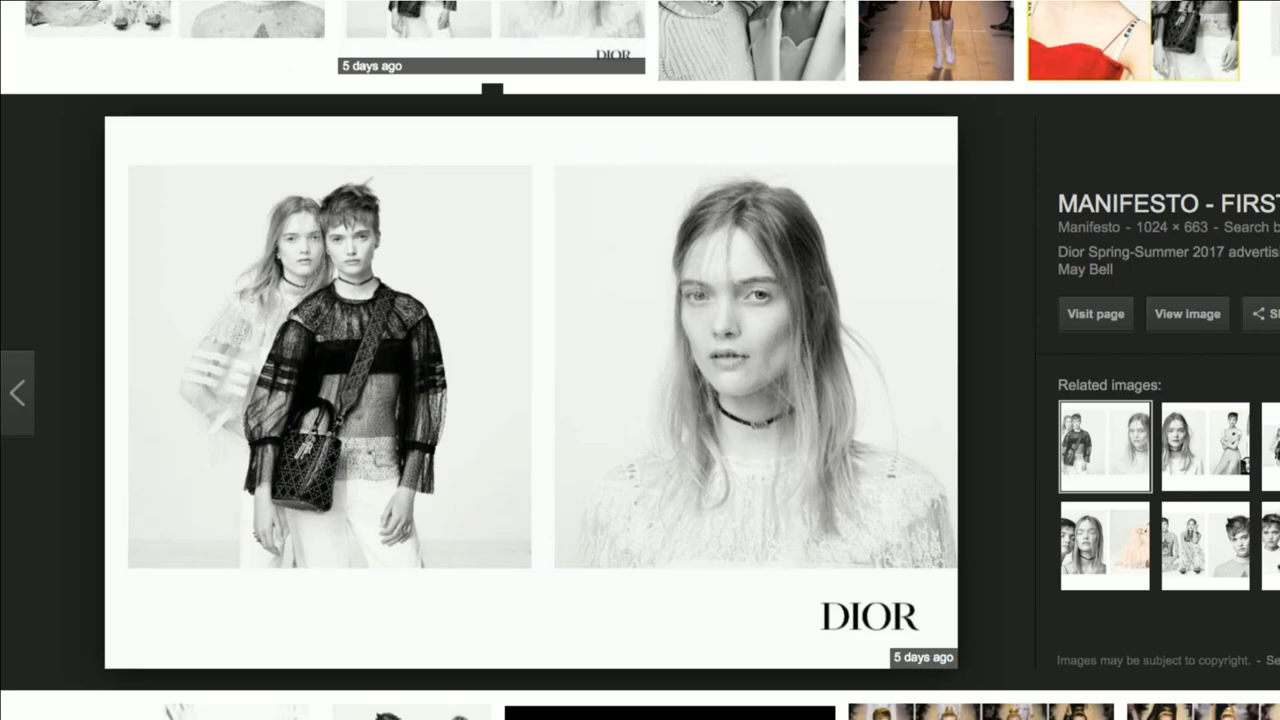 DIOR
5 days ago
MANIFESTO - FIRST
Manifesto - 1024 × 663 - Search b
Dior Spring-Summer 2017 advertis
May Bell
Visit page
View image
Related images:
DIOR
5 days ago
Images may be subject to copyright. - Se